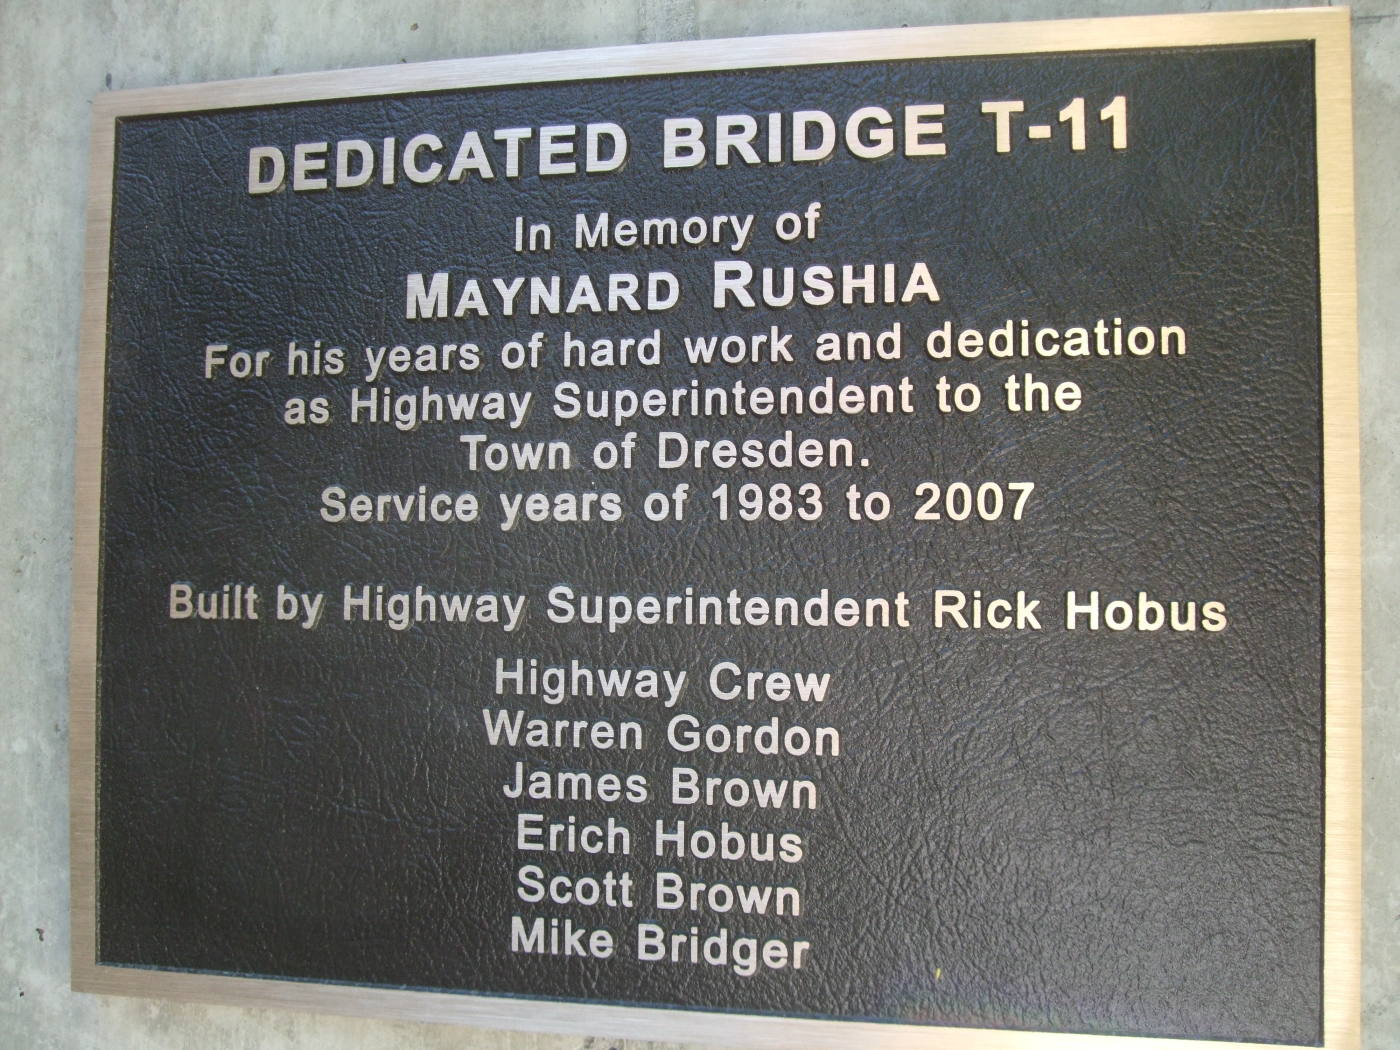 DEDICATED BRIDGE T-11
In Memory of
MAYNARD RUSHIA
For his years of hard work and dedication
as Highway Superintendent to the
Town of Dresden.
Service years of 1983 to 2007
Built by Highway Superintendent Rick Hobus
Highway Crew
Warren Gordon
James Brown
Erich Hobus
Scott Brown
Mike Bridger